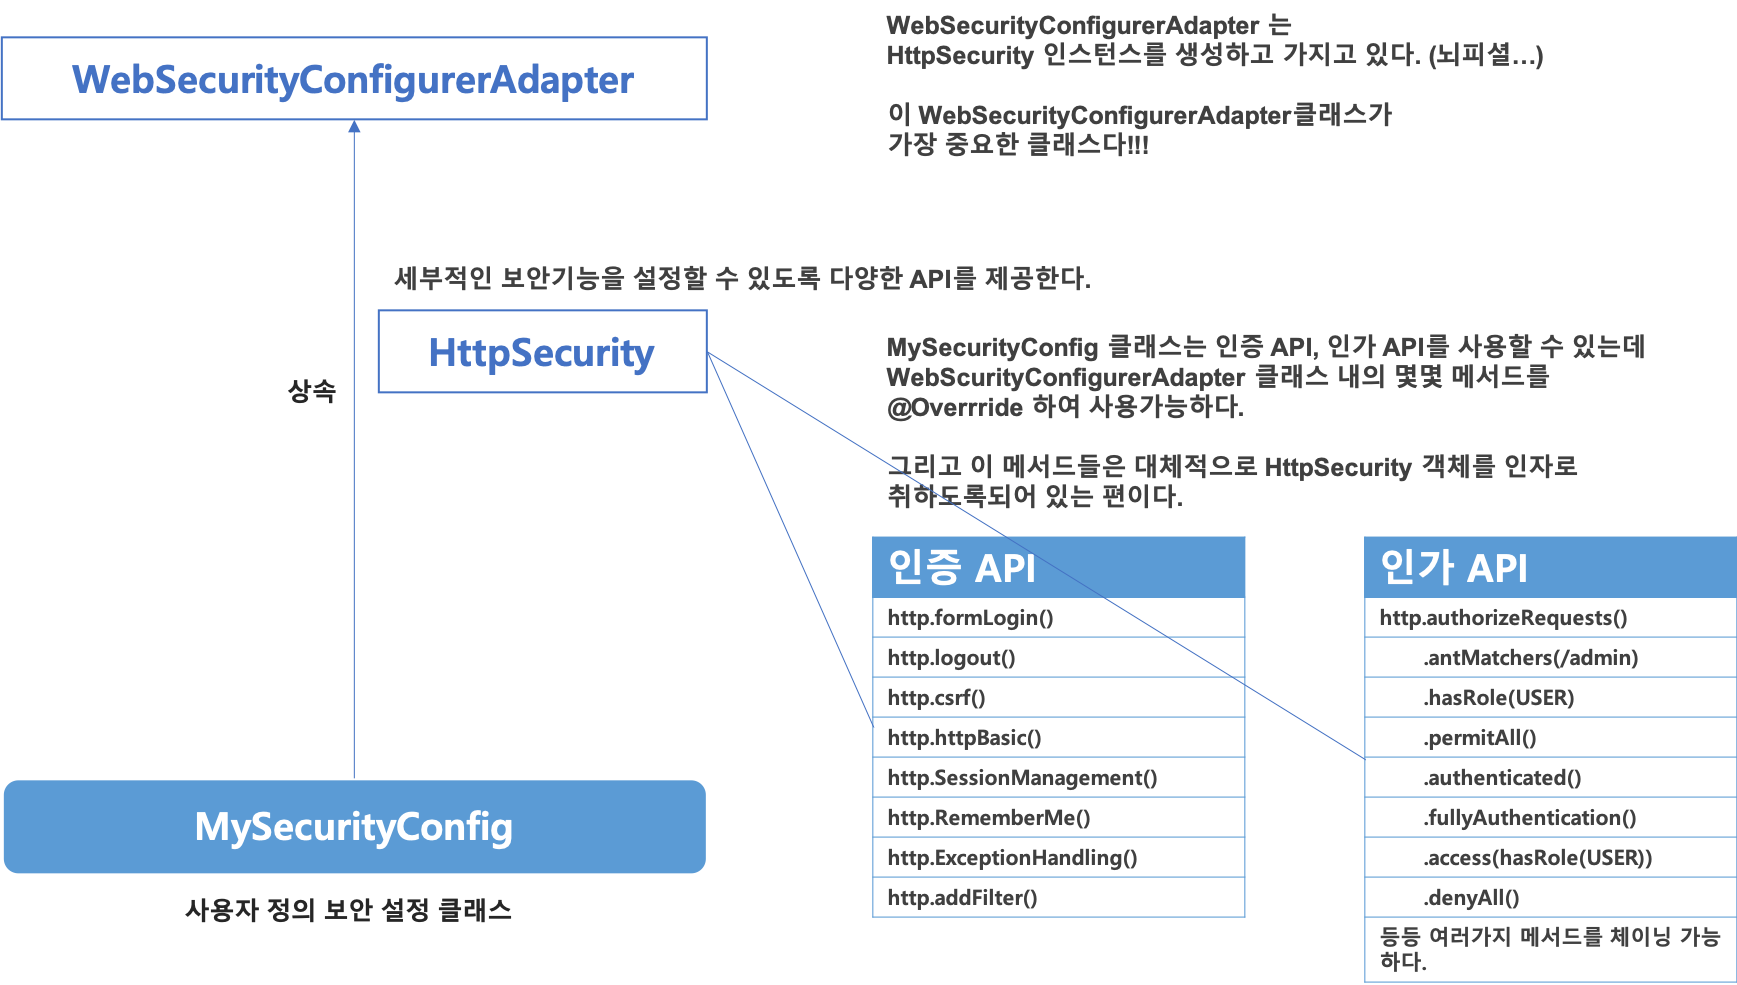 WebSecurityConfigurerAdapter
WebSecurityConfigurerAdapter 는
HttpSecurity 인스턴스를 생성하고 가지고 있다. (뇌피셜...)
이 WebSecurityConfigurerAdapter클래스가
가장 중요한 클래스다!!!
세부적인 보안기능을 설정할 수 있도록 다양한 API를 제공한다.
HttpSecurity
상속
MySecurityConfig 클래스는 인증 API, 인가 API를 사용할 수 있는데
WebScurityConfigurerAdapter 클래스 내의 몇몇 메서드를
@Overrride 하여 사용가능하다.
그리고 이 메서드들은 대체적으로 HttpSecurity 객체를 인자로
취하도록되어 있는 편이다.
인증 API
http.formLogin()
http.logout()
http.csrf()
http.httpBasic()
http.SessionManagement()
http.RememberMe()
http.ExceptionHandling()
http.addFilter()
인가 API
http.authorizeRequests()
.antMatchers(/admin)
.hasRole(USER)
.permitAll()
.authenticated()
.fullyAuthentication()
.access(hasRole(USER))
.denyAll()
등등 여러가지 메서드를 체이닝 가능
하다.
MySecurityConfig
사용자 정의 보안 설정 클래스